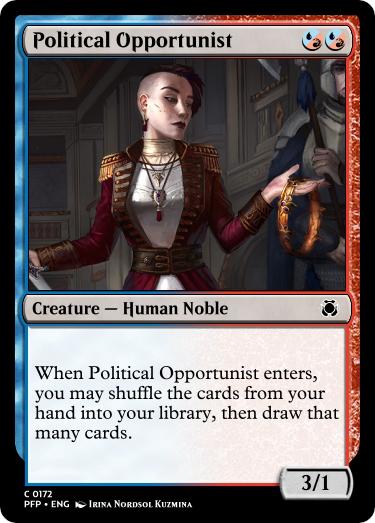 Political Opportunist
Creature — Human Noble
When Political Opportunist enters,
you may shuffle the cards from your
hand into your library, then draw that
many cards.
3/1
C 0172
PFP • ENG Irina Nordsol Kuzmina